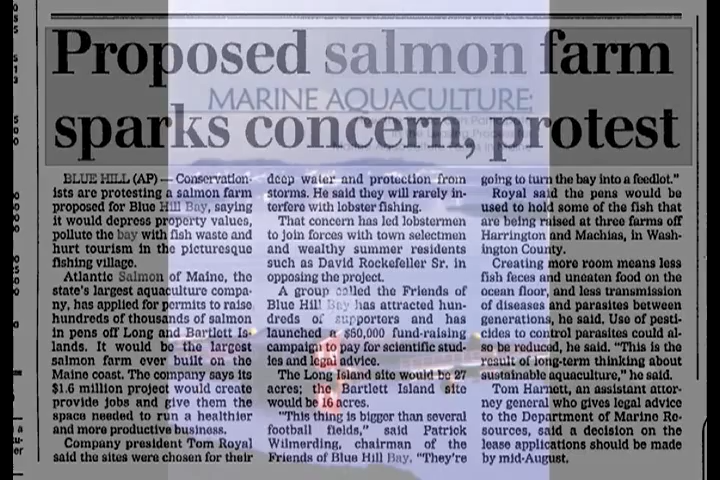 Proposed salmon farm
MARINE AQUACULTURE:
sparks concern, protest
BLUE HILL (AP) — Conservation-
ists are protesting a salmon farm
proposed for Blue Hill Bay, saying
it would depress property values,
pollute the bay with fish waste and
hurt tourism in the picturesque
fishing village.
Atlantic Salmon of Maine, the
state's largest aquaculture compa-
ny, has applied for permits to raise
hundreds of thousands of salmon
in pens off Long and Bartlett Is-
lands. It would be the largest
salmon farm ever built on the
Maine coast. The company says its
$1.6 million project would create
provide jobs and give them the
space needed to run a healthier
and more productive business.
Company president Tom Royal
said the sites were chosen for their
deep water and protection from
storms. He said they will rarely in-
terfere with lobster fishing.
That concern has led lobstermen
to join forces with town selectmen
and wealthy summer residents
such as David Rockefeller Sr. in
opposing the project.
A group called the Friends of
Blue Hill Bay has attracted hun-
dreds of supporters and has
launched a $60,000 fund-raising
campaign to pay for scientific stud-
ies and legal advice.
The Long Island site would be 27
acres; the Bartlett Island site
would be 16 acres.
"This thing is bigger than several
football fields," said Patrick
Wilmerding, chairman of the
Friends of Blue Hill Bay. "They're
going to turn the bay into a feedlot."
Royal said the pens would be
used to hold some of the fish that
are being raised at three farms off
Harrington and Machias, in Wash-
ington County.
Creating more room means less
fish feces and uneaten food on the
ocean floor, and less transmission
of diseases and parasites between
generations, he said. Use of pesti-
cides to control parasites could al-
so be reduced, he said. "This is the
result of long-term thinking about
sustainable aquaculture," he said.
Tom Harnett, an assistant attor-
ney general who gives legal advice
to the Department of Marine Re-
sources, said a decision on the
lease applications should be made
by mid-August.